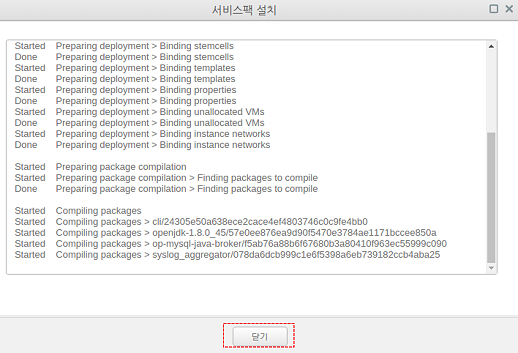 서비스팩 설치
Started Preparing deployment > Binding stemcells
Done Preparing deployment > Binding stemcells
Started Preparing deployment > Binding templates
Done Preparing deployment > Binding templates
Started Preparing deployment > Binding properties
Done Preparing deployment > Binding properties
Started Preparing deployment > Binding unallocated VMs
Done Preparing deployment > Binding unallocated VMs
Started Preparing deployment > Binding instance networks
Done Preparing deployment > Binding instance networks
Started Preparing package compilation
Started Preparing package compilation > Finding packages to compile
Done Preparing package compilation > Finding packages to compile
Started Compiling packages
Started Compiling packages > cli/24305e50a638ece2cace4ef4803746c0c9fe4bb0
Started Compiling packages > openjdk-1.8.0_45/57e0ee876ea9d90f5470e3784ae1171bccee850a
Started Compiling packages > op-mysql-java-broker/f5ab76a88b6f67680b3a80410f963ec55999c090
Started Compiling packages > syslog_aggregator/078da6dcb999c1e6f5398a6eb739182ccb4aba25
닫기